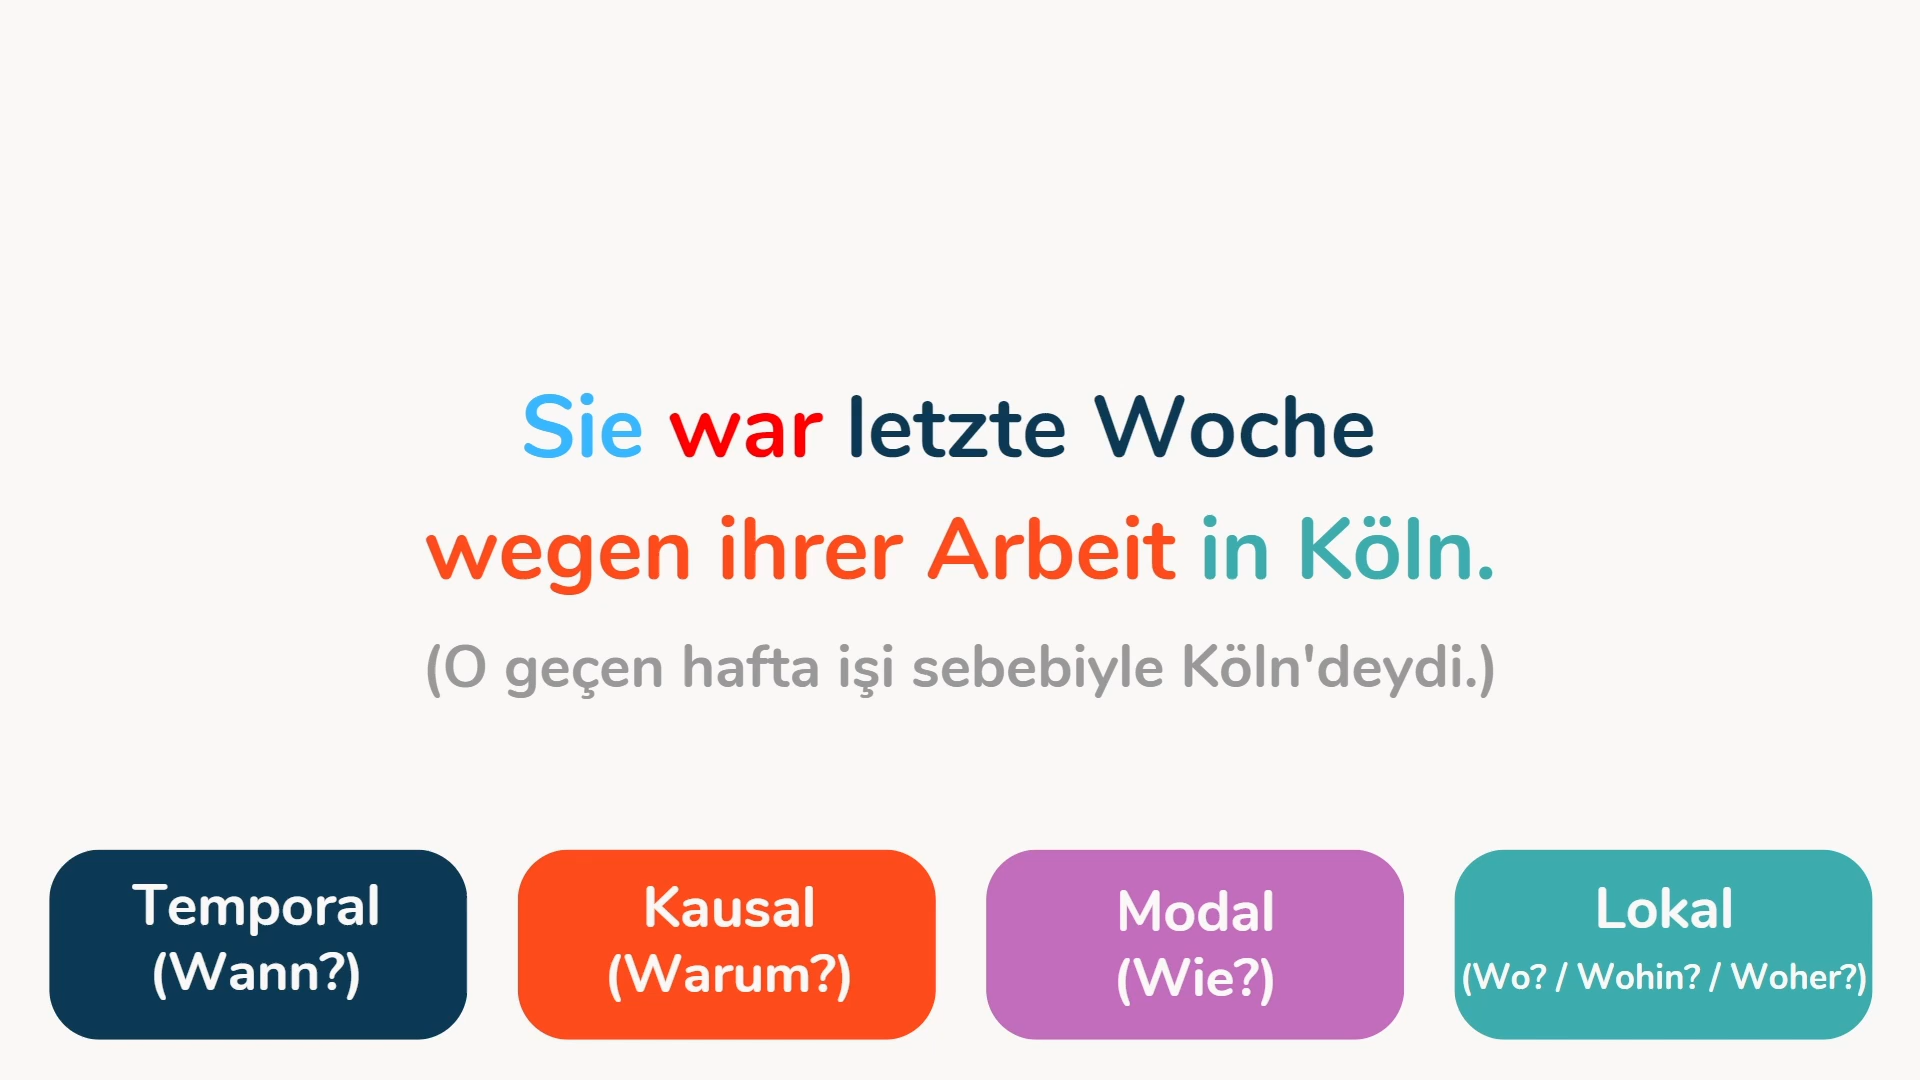 Sie war letzte Woche
wegen ihrer Arbeit in Köln.
(O geçen hafta işi sebebiyle Köln'deydi.)
Temporal
(Wann?)
Kausal
(Warum?)
Modal
(Wie?)
Lokal
(Wo? / Wohin? / Woher?)